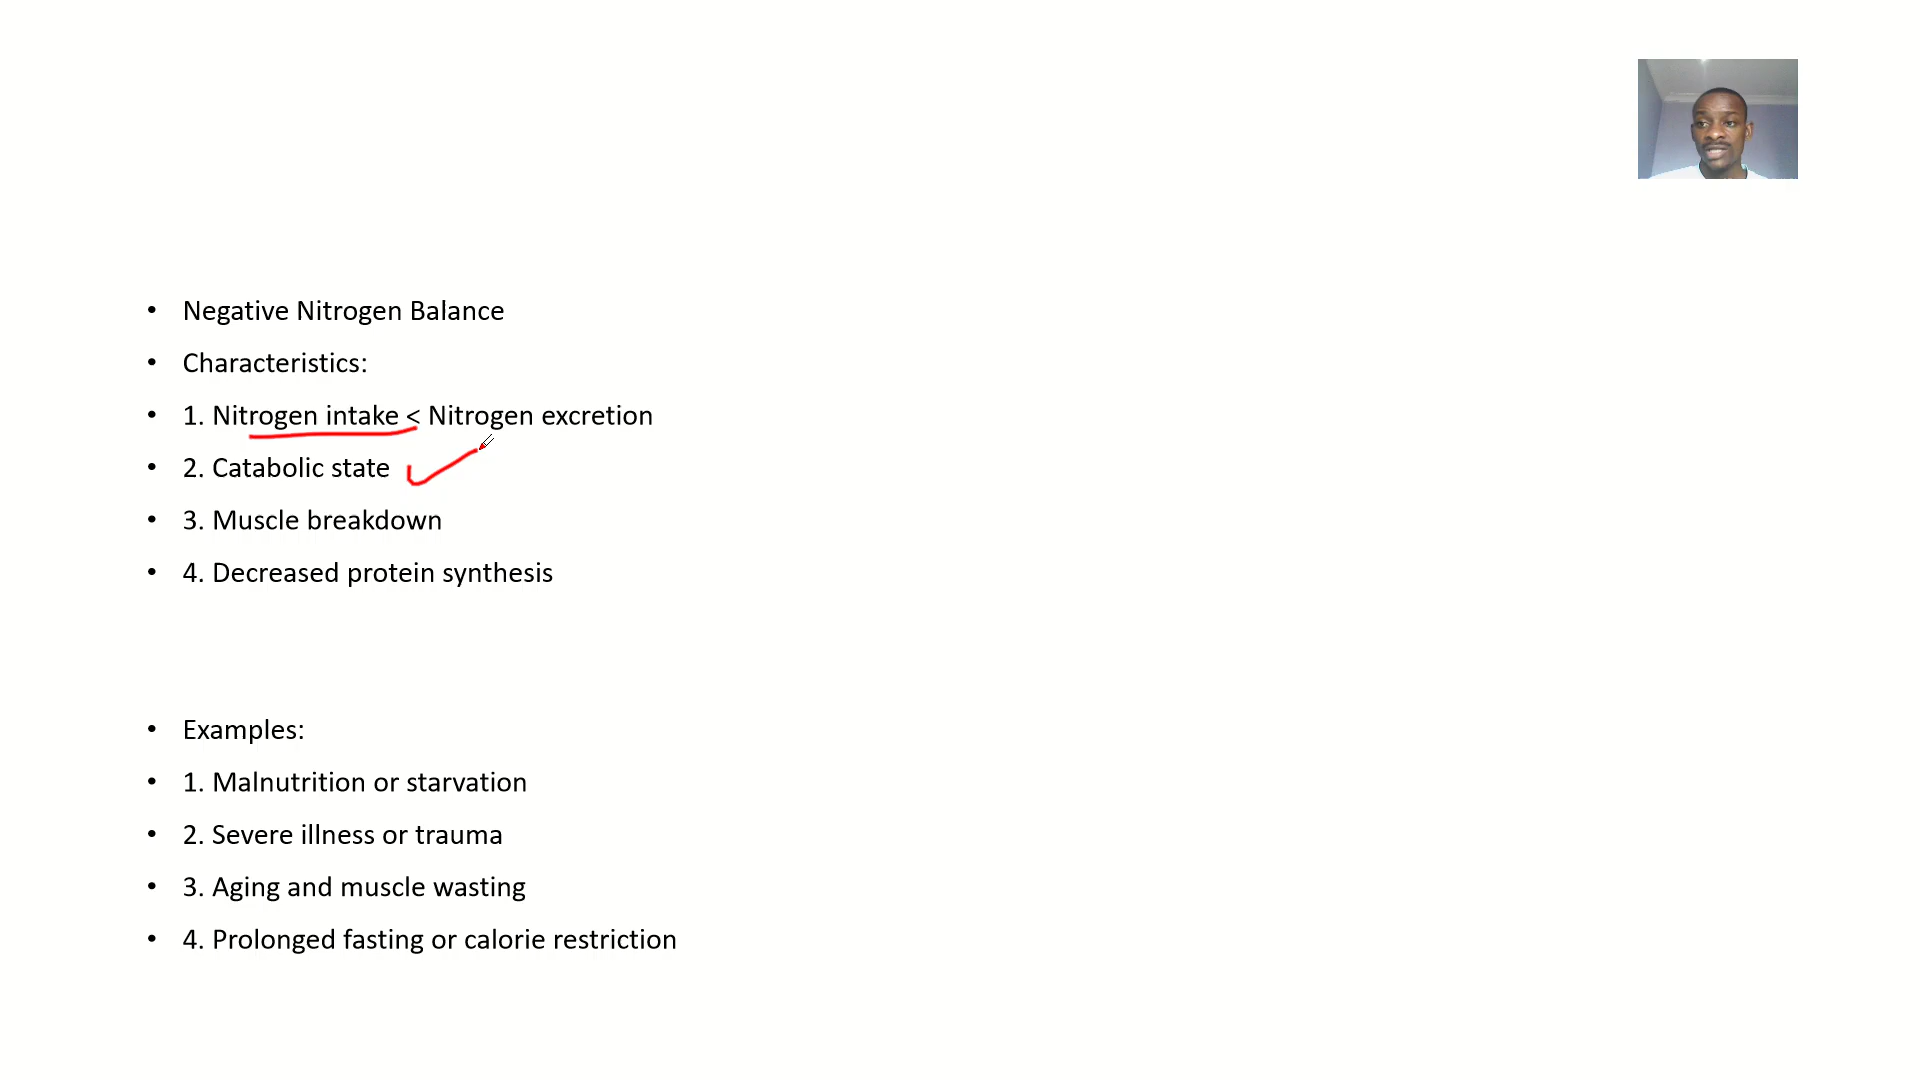 • Negative Nitrogen Balance
• Characteristics:
• 1. Nitrogen intake < Nitrogen excretion
• 2. Catabolic state
• 3. Muscle breakdown
• 4. Decreased protein synthesis
• Examples:
• 1. Malnutrition or starvation
• 2. Severe illness or trauma
• 3. Aging and muscle wasting
• 4. Prolonged fasting or calorie restriction